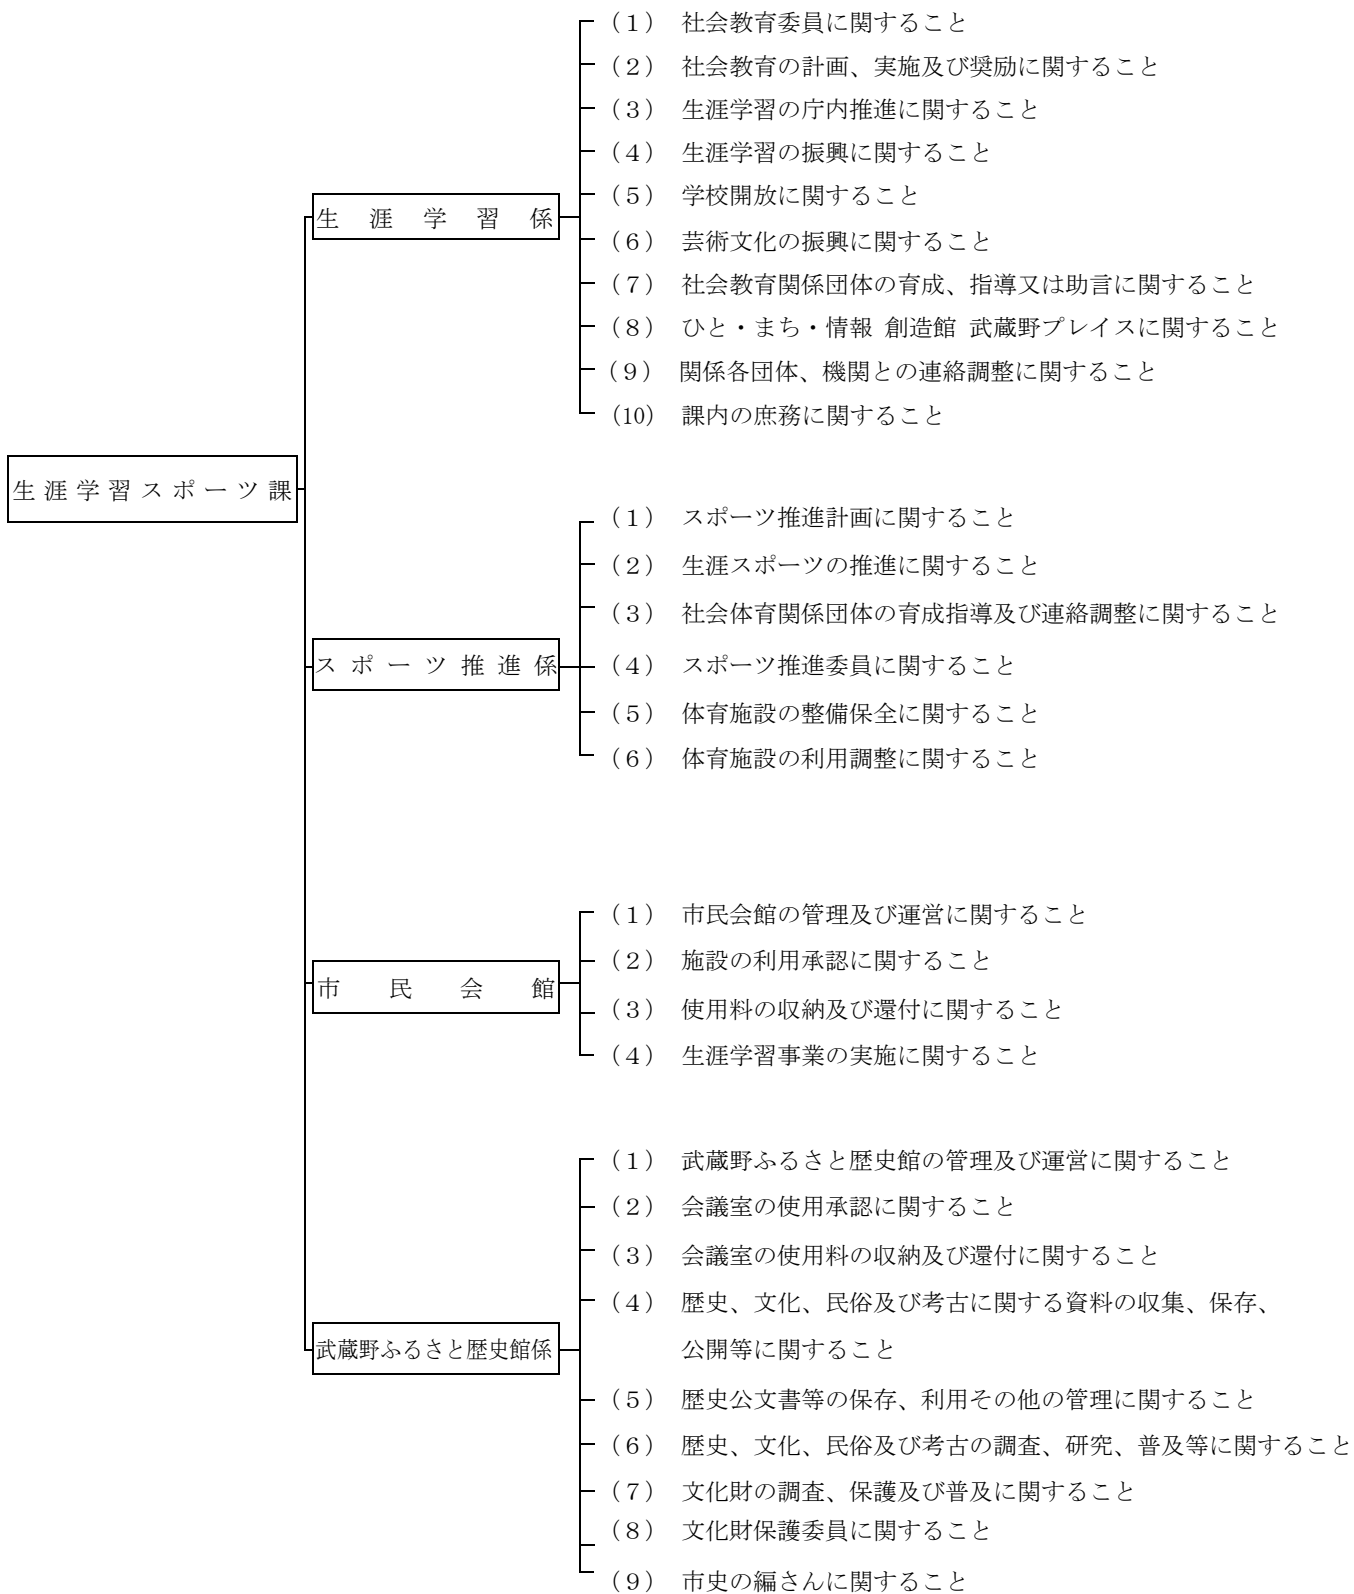 生涯学習スポーツ課
生涯学習係
（１） 社会教育委員に関すること
（２） 社会教育の計画、実施及び奨励に関すること
（３） 生涯学習の庁内推進に関すること
（４） 生涯学習の振興に関すること
（５） 学校開放に関すること
（６） 芸術文化の振興に関すること
（７） 社会教育関係団体の育成、指導又は助言に関すること
（８） ひと・まち・情報 創造館 武蔵野プレイスに関すること
（９） 関係各団体、機関との連絡調整に関すること
（10） 課内の庶務に関すること
スポーツ推進係
（１） スポーツ推進計画に関すること
（２） 生涯スポーツの推進に関すること
（３） 社会体育関係団体の育成指導及び連絡調整に関すること
（４） スポーツ推進委員に関すること
（５） 体育施設の整備保全に関すること
（６） 体育施設の利用調整に関すること
市民会館
（１） 市民会館の管理及び運営に関すること
（２） 施設の利用承認に関すること
（３） 使用料の収納及び還付に関すること
（４） 生涯学習事業の実施に関すること
武蔵野ふるさと歴史館係
（１） 武蔵野ふるさと歴史館の管理及び運営に関すること
（２） 会議室の使用承認に関すること
（３） 会議室の使用料の収納及び還付に関すること
（４） 歴史、文化、民俗及び考古に関する資料の収集、保存、
公開等に関すること
（５） 歴史公文書等の保存、利用その他の管理に関すること
（６） 歴史、文化、民俗及び考古の調査、研究、普及等に関すること
（７） 文化財の調査、保護及び普及に関すること
（８） 文化財保護委員に関すること
（９） 市史の編さんに関すること